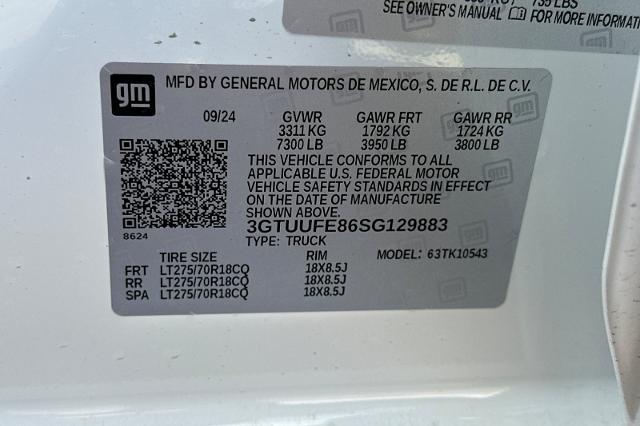 739 LBS
SEE OWNER'S MANUAL FOR MORE INFORMATI
gm
MFD BY GENERAL MOTORS DE MEXICO, S. DE R.L. DE C.V.
09/24 GVWR GAWR FRT GAWR RR
3311 KG 1792 KG 1724 KG
7300 LB 3950 LB 3800 LB
THIS VEHICLE CONFORMS TO ALL
APPLICABLE U.S. FEDERAL MOTOR
VEHICLE SAFETY STANDARDS IN EFFECT
ON THE DATE OF MANUFACTURE
SHOWN ABOVE.
8624
3GTUUFE86SG129883
TYPE: TRUCK MODEL: 63TK10543
TIRE SIZE RIM
FRT LT275/70R18CQ 18X8.5J
RR LT275/70R18CQ 18X8.5J
SPA LT275/70R18CQ 18X8.5J